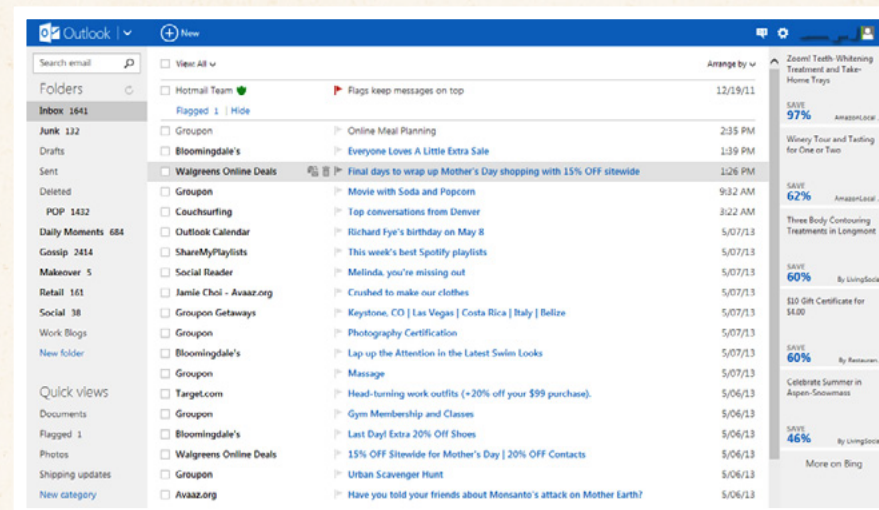 Outlook
New
Search email
View: All
Arrange by
Folders
Hotmail Team Flags keep messages on top 12/19/11
Inbox 1641
Flagged 1 | Hide
Junk 132
Groupon Online Meal Planning 2:35 PM
Drafts
Bloomingdale's Everyone Loves A Little Extra Sale 1:39 PM
Sent
Walgreens Online Deals Final days to wrap up Mother's Day shopping with 15% OFF sitewide 1:26 PM
Deleted
Groupon Movie with Soda and Popcorn 9:32 AM
POP 1432
Couchsurfing Top conversations from Denver 3:22 AM
Daily Moments 684
Outlook Calendar Richard Fye's birthday on May 8 5/07/13
Gossip 2414
ShareMyPlaylists This week's best Spotify playlists 5/07/13
Makeover 5
Social Reader Melinda, you're missing out 5/07/13
Retail 161
Jamie Choi - Avaaz.org Crushed to make our clothes 5/07/13
Social 38
Groupon Getaways Keystone, CO | Las Vegas | Costa Rica | Italy | Belize 5/07/13
Work Blogs
Groupon Photography Certification 5/07/13
New folder
Bloomingdale's Lap up the Attention in the Latest Swim Looks 5/07/13
Groupon Massage 5/07/13
Quick views
Target.com Head-turning work outfits (+20% off your $99 purchase). 5/06/13
Documents
Groupon Gym Membership and Classes 5/06/13
Flagged 1
Bloomingdale's Last Day! Extra 20% Off Shoes 5/06/13
Photos
Walgreens Online Deals 15% OFF Sitewide for Mother's Day | 20% OFF Contacts 5/06/13
Shipping updates
Groupon Urban Scavenger Hunt 5/06/13
New category
Avaaz.org Have you told your friends about Monsanto's attack on Mother Earth? 5/06/13
Zoom! Teeth-Whitening
Treatment and Take-
Home Trays
SAVE
97% AmazonLocal
Winery Tour and Tasting
for One or Two
SAVE
62% AmazonLocal
Three Body Contouring
Treatments in Longmont
SAVE
60% By LivingSocia
$10 Gift Certificate for
$4.00
SAVE
60% By Restauran
Celebrate Summer in
Aspen-Snowmass
SAVE
46% By LivingSocia
More on Bing